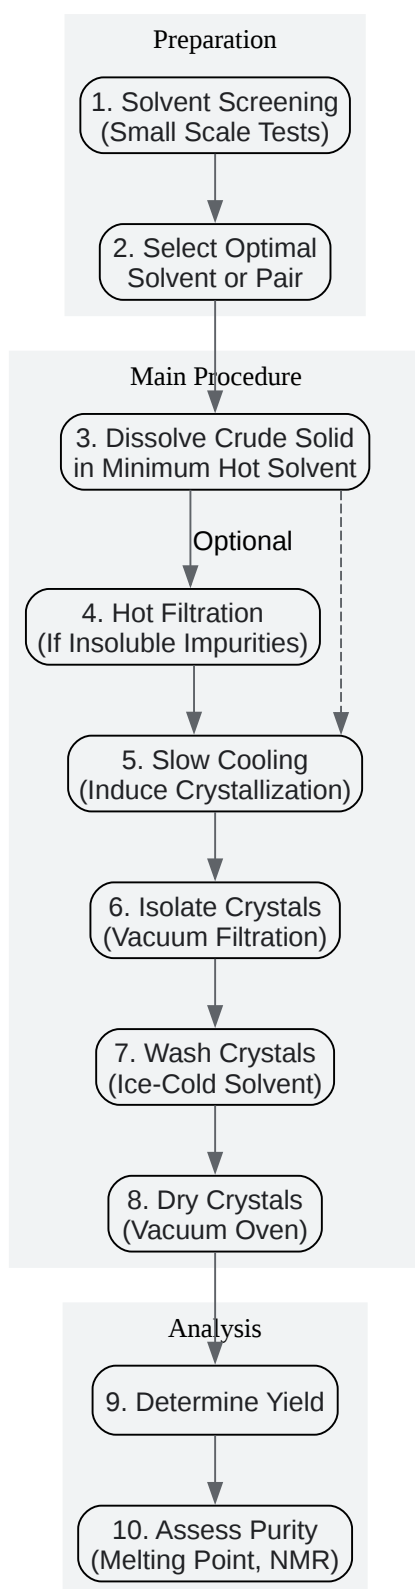 Preparation
1. Solvent Screening
(Small Scale Tests)
2. Select Optimal
Solvent or Pair
Main Procedure
3. Dissolve Crude Solid
in Minimum Hot Solvent
Optional
4. Hot Filtration
(If Insoluble Impurities)
5. Slow Cooling
(Induce Crystallization)
6. Isolate Crystals
(Vacuum Filtration)
7. Wash Crystals
(Ice-Cold Solvent)
8. Dry Crystals
(Vacuum Oven)
Analysis
9. Determine Yield
10. Assess Purity
(Melting Point, NMR)